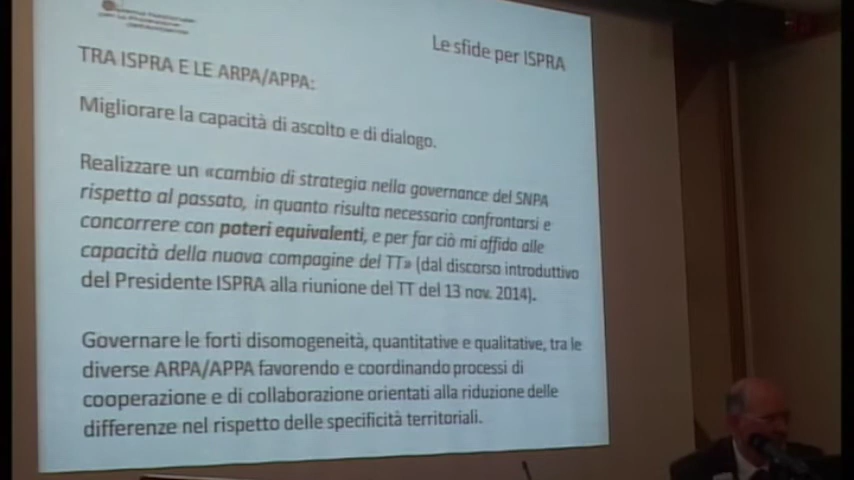 Le sfide per ISPRA
TRA ISPRA E LE ARPA/APPA:
Migliorare la capacità di ascolto e di dialogo.
Realizzare un «cambio di strategia nella governance del SNPA
rispetto al passato, in quanto risulta necessario confrontarsi e
concorrere con poteri equivalenti, e per far ciò mi affido alle
capacità della nuova compagine del TT» (dal discorso introduttivo
del Presidente ISPRA alla riunione del TT del 13 nov. 2014).
Governare le forti disomogeneità, quantitative e qualitative, tra le
diverse ARPA/APPA favorendo e coordinando processi di
cooperazione e di collaborazione orientati alla riduzione delle
differenze nel rispetto delle specificità territoriali.